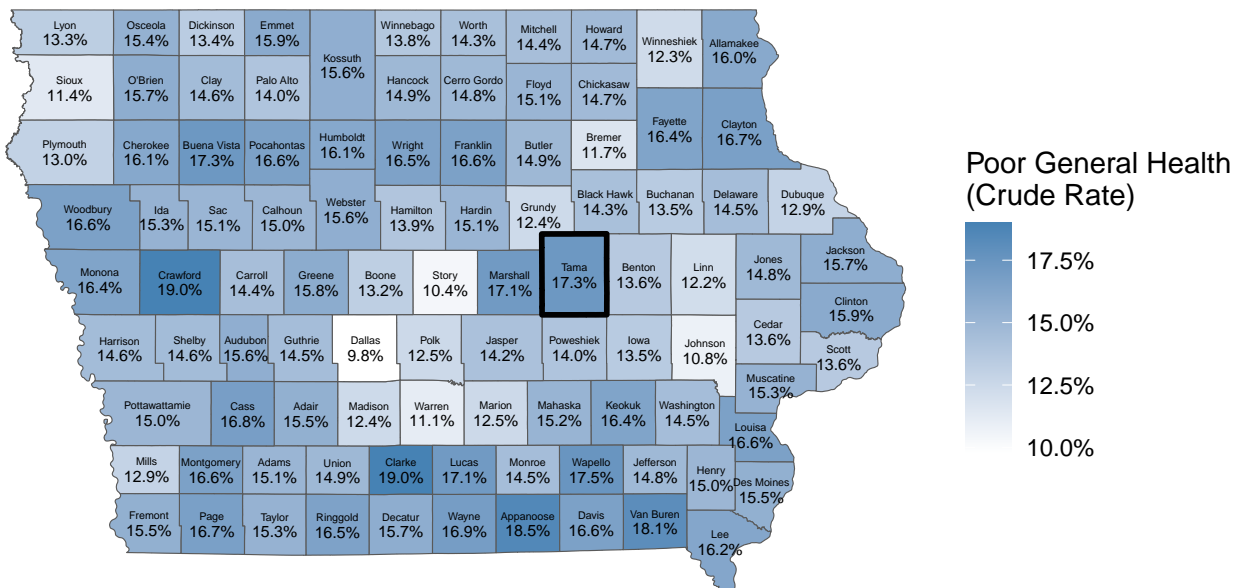 Lyon
13.3%
Osceola
15.4%
Dickinson
13.4%
Emmet
15.9%
Kossuth
15.6%
Winnebago
13.8%
Worth
14.3%
Mitchell
14.4%
Howard
14.7%
Winneshiek
12.3%
Allamakee
16.0%
Sioux
11.4%
O'Brien
15.7%
Clay
14.6%
Palo Alto
14.0%
Hancock
14.9%
Cerro Gordo
14.8%
Floyd
15.1%
Chickasaw
14.7%
Fayette
16.4%
Clayton
16.7%
Plymouth
13.0%
Cherokee
16.1%
Buena Vista
17.3%
Pocahontas
16.6%
Humboldt
16.1%
Wright
16.5%
Franklin
16.6%
Butler
14.9%
Bremer
11.7%
Woodbury
16.6%
Ida
15.3%
Sac
15.1%
Calhoun
15.0%
Webster
15.6%
Hamilton
13.9%
Hardin
15.1%
Grundy
12.4%
Black Hawk
14.3%
Buchanan
13.5%
Delaware
14.5%
Dubuque
12.9%
Monona
16.4%
Crawford
19.0%
Carroll
14.4%
Greene
15.8%
Boone
13.2%
Story
10.4%
Marshall
17.1%
Tama
17.3%
Benton
13.6%
Linn
12.2%
Jones
14.8%
Jackson
15.7%
Clinton
15.9%
Harrison
14.6%
Shelby
14.6%
Audubon
15.6%
Guthrie
14.5%
Dallas
9.8%
Polk
12.5%
Jasper
14.2%
Poweshiek
14.0%
Iowa
13.5%
Johnson
10.8%
Cedar
13.6%
Scott
13.6%
Muscatine
15.3%
Pottawattamie
15.0%
Cass
16.8%
Adair
15.5%
Madison
12.4%
Warren
11.1%
Marion
12.5%
Mahaska
15.2%
Keokuk
16.4%
Washington
14.5%
Louisa
16.6%
Mills
12.9%
Montgomery
16.6%
Adams
15.1%
Union
14.9%
Clarke
19.0%
Lucas
17.1%
Monroe
14.5%
Wapello
17.5%
Jefferson
14.8%
Henry
15.0%
Des Moines
15.5%
Fremont
15.5%
Page
16.7%
Taylor
15.3%
Ringgold
16.5%
Decatur
15.7%
Wayne
16.9%
Appanoose
18.5%
Davis
16.6%
Van Buren
18.1%
Lee
16.2%
Poor General Health
(Crude Rate)
17.5%
15.0%
12.5%
10.0%